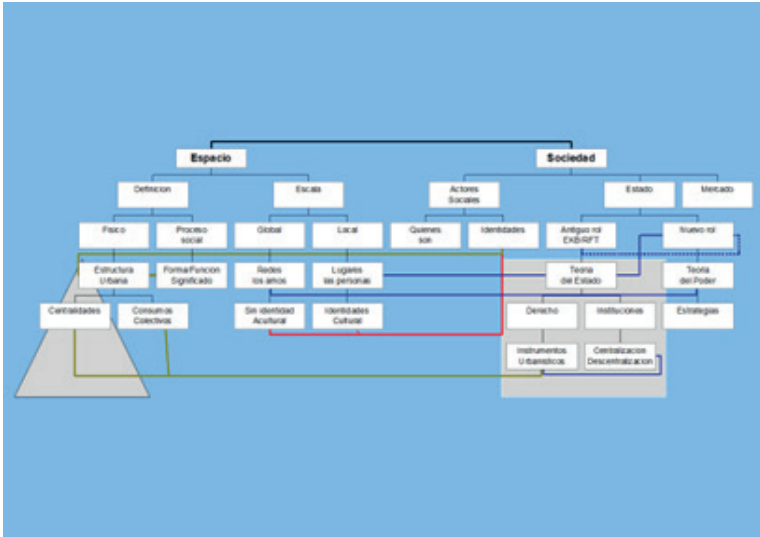 Espacio
Sociedad
Definicion
Escala
Actores
Sociales
Estado
Mercado
Fisico
Proceso
social
Global
Local
Quienes
son
Identidades
Antiguo rol
Nuevo rol
Estructura
Urbana
Forma Funcion
Significado
Redes
los amos
Lugares
las personas
Teoria
del Estado
Teoria
del Poder
Centralidades
Consumos
Colectivos
Sin identidad
Acultural
Identidades
Cultural
Derecho
Instituciones
Estrategias
Instrumentos
Urbanisticos
Centralizacion
Descentralizacion